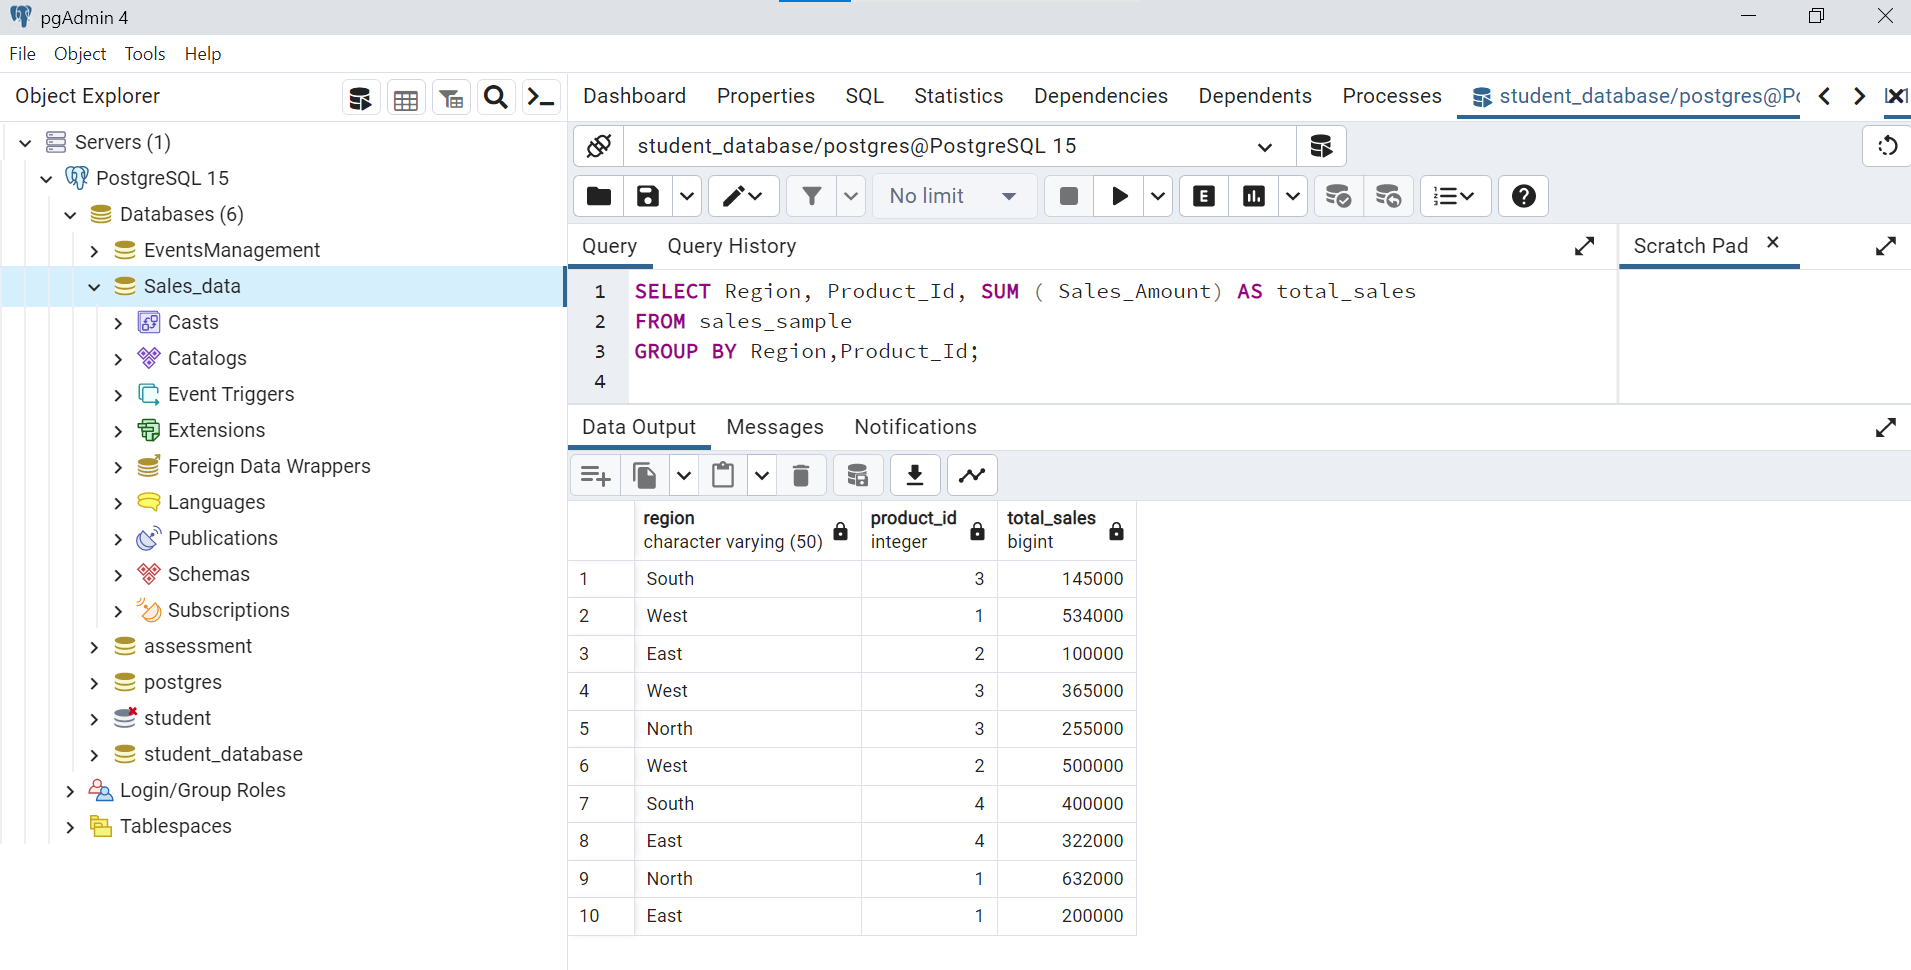 pgAdmin 4
File Object Tools Help
Object Explorer
Servers (1)
PostgreSQL 15
Databases (6)
EventsManagement
Sales_data
Casts
Catalogs
Event Triggers
Extensions
Foreign Data Wrappers
Languages
Publications
Schemas
Subscriptions
assessment
postgres
student
student_database
Login/Group Roles
Tablespaces
Dashboard Properties SQL Statistics Dependencies Dependents Processes student_database/postgres@Pc
student_database/postgres@PostgreSQL 15
No limit
Query Query History
Scratch Pad
1 SELECT Region, Product_Id, SUM ( Sales_Amount) AS total_sales
2 FROM sales_sample
3 GROUP BY Region,Product_Id;
4
Data Output Messages Notifications
region product_id total_sales
character varying (50) integer bigint
1 South 3 145000
2 West 1 534000
3 East 2 100000
4 West 3 365000
5 North 3 255000
6 West 2 500000
7 South 4 400000
8 East 4 322000
9 North 1 632000
10 East 1 200000